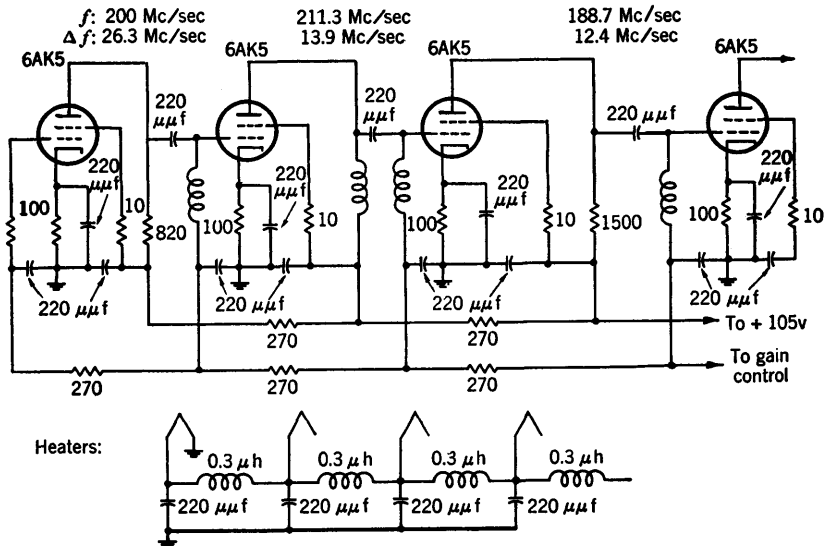 f: 200 Mc/sec 211.3 Mc/sec 188.7 Mc/sec
Δf: 26.3 Mc/sec 13.9 Mc/sec 12.4 Mc/sec
6AK5 6AK5 6AK5 6AK5
220 μμf 220 μμf 220 μμf
220 μμf 220 μμf 220 μμf 220 μμf
100 10 820 100 10 100 10 1500 100 10
220 μμf 220 μμf 220 μμf 220 μμf
270 270 To + 105v
270 270 270 To gain control
Heaters:
0.3 μh 0.3 μh 0.3 μh 0.3 μh
220 μμf 220 μμf 220 μμf 220 μμf